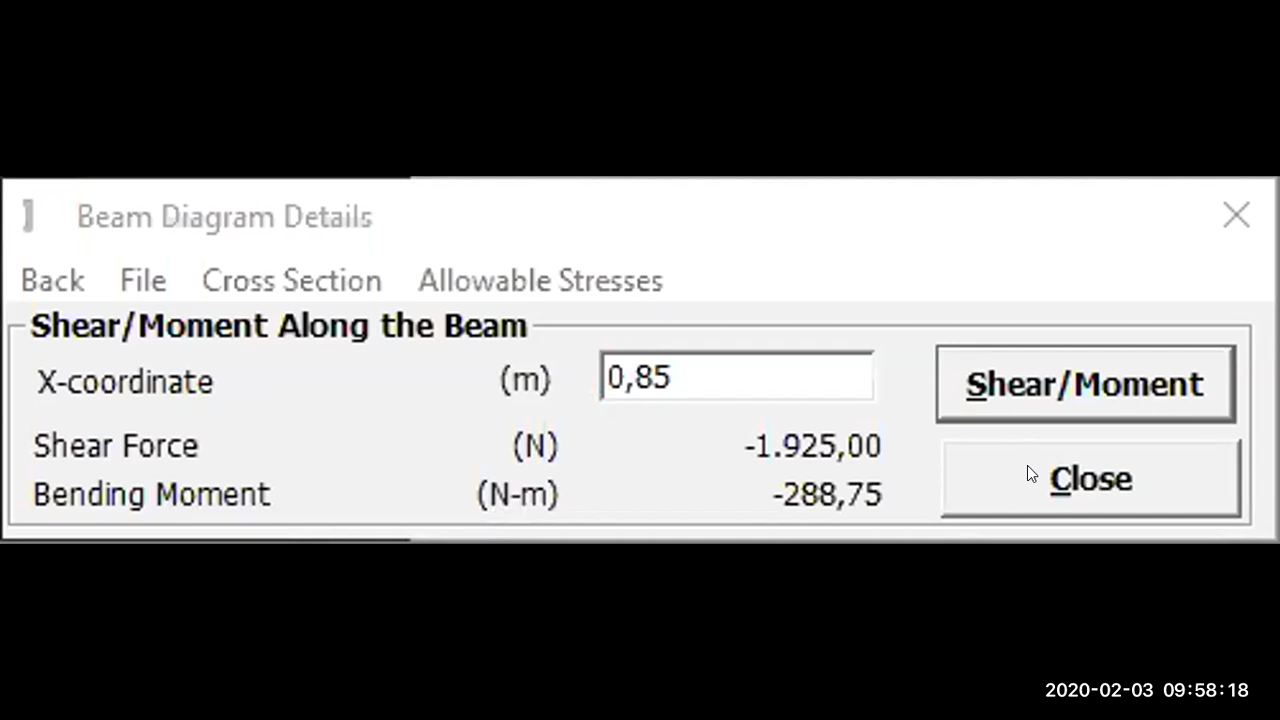 Beam Diagram Details
Back File Cross Section Allowable Stresses
Shear/Moment Along the Beam
X-coordinate (m) 0,85 Shear/Moment
Shear Force (N) -1.925,00
Bending Moment (N-m) -288,75 Close
2020-02-03 09:58:18